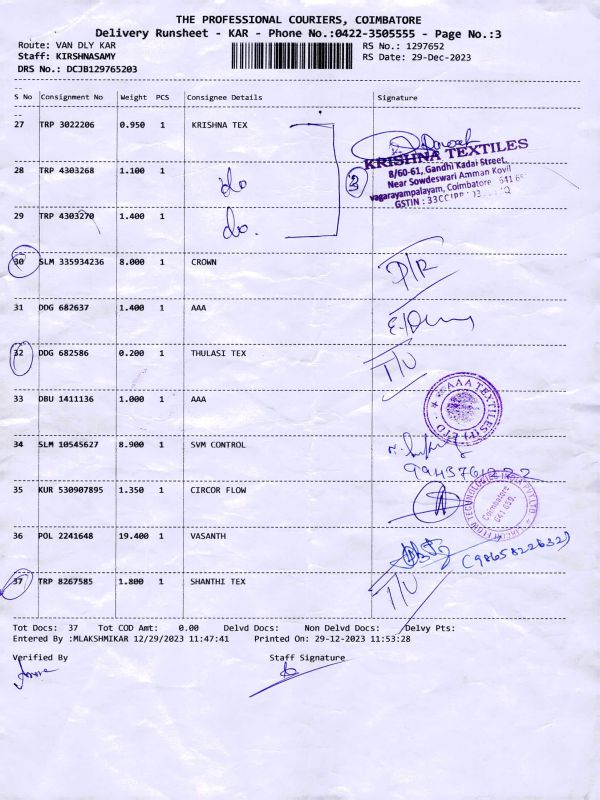 THE PROFESSIONAL COURIERS, COIMBATORE
Delivery Runsheet - KAR - Phone No.:0422-3505555 - Page No.:3
Route: VAN DLY KAR RS No.: 1297652
Staff: KIRSHNASAMY RS Date: 29-Dec-2023
DRS No.: DCJB129765203
S No Consignment No Weight PCS Consignee Details Signature
27 TRP 3022206 0.950 1 KRISHNA TEX
KRISHNA TEXTILES
8/60-61, Gandhi Kadai Street,
28 TRP 4303268 1.100 1 do 3
Near Sowdeswari Amman Kovil
vagarayampalayam, Coimbatore
GSTIN :
29 TRP 4303270 1.400 1 do.
30 SLM 335934236 8.000 1 CROWN D/R
31 DDG 682637 1.400 1 AAA
32 DDG 682586 0.200 1 THULASI TEX T/U
33 DBU 1411136 1.000 1 AAA
AAA TEXTILES(T) LTD
34 SLM 10545627 8.900 1 SVM CONTROL
35 KUR 530907895 1.350 1 CIRCOR FLOW
Coimbatore
641 659.
36 POL 2241648 19.400 1 VASANTH
(9865822632)
37 TRP 8267585 1.800 1 SHANTHI TEX T/U
Tot Docs: 37 Tot COD Amt: 0.00 Delvd Docs: Non Delvd Docs: Delvy Pts:
Entered By :MLAKSHMIKAR 12/29/2023 11:47:41 Printed On: 29-12-2023 11:53:28
Verified By Staff Signature